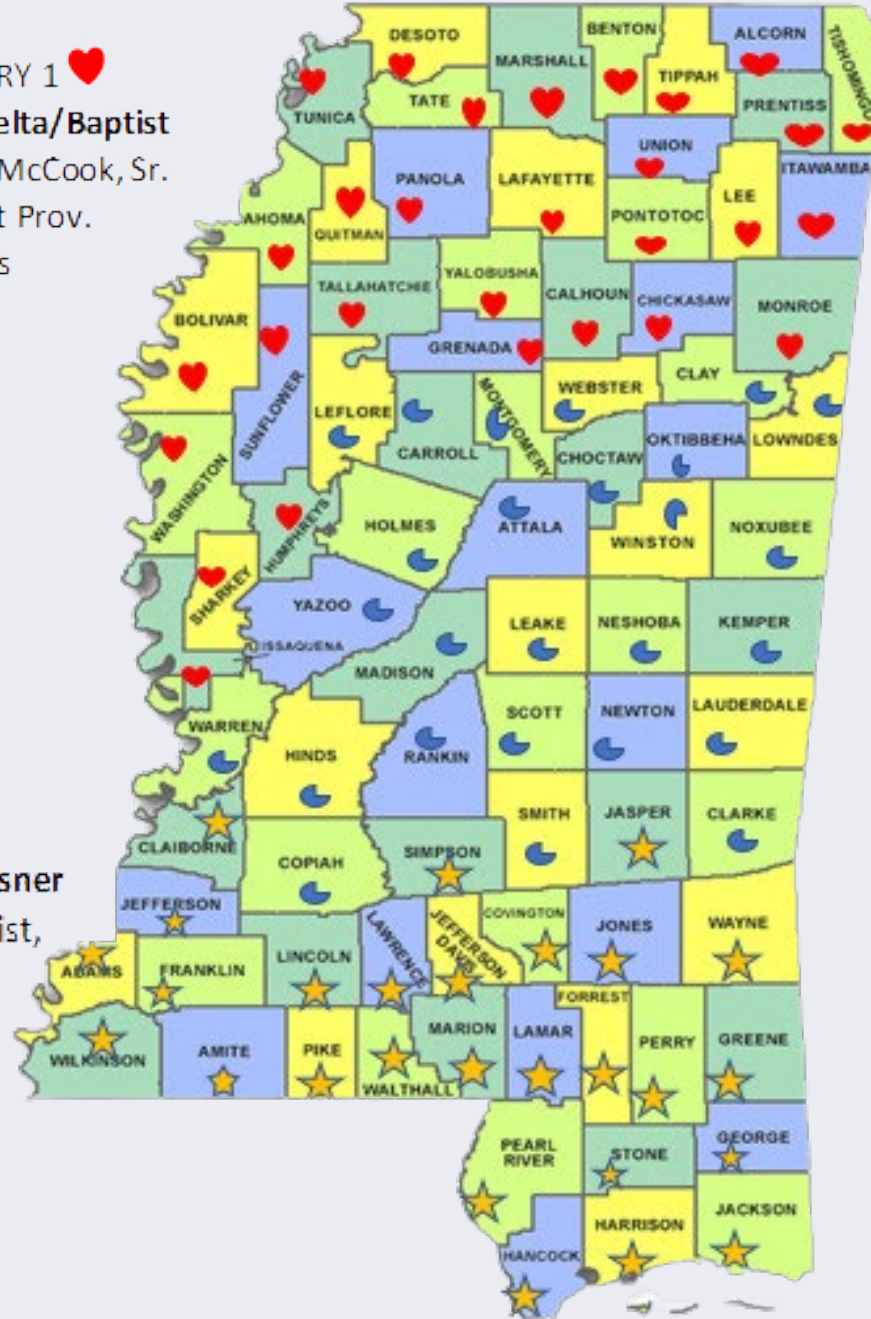 RY 1
elta/Baptist
McCook, Sr.
t Prov.
s
sner
ist,
DESOTO
BENTON
ALCORN
TISHOMINGO
MARSHALL
TIPPAH
TATE
TUNICA
PRENTISS
UNION
ITAWAMBA
PANOLA
LAFAYETTE
LEE
AHOMA
QUITMAN
PONTOTOC
YALOBUSHA
TALLAHATCHIE
CALHOUN
CHICKASAW
MONROE
BOLIVAR
GRENADA
CLAY
WEBSTER
SUNFLOWER
LEFLORE
MONTGOMERY
CARROLL
CHOCTAW
OKTIBBEHA
LOWNDES
WASHINGTON
HUMPHREYS
HOLMES
ATTALA
WINSTON
NOXUBEE
SHARKEY
YAZOO
ISSAQUENA
LEAKE
NESHOBA
KEMPER
MADISON
WARREN
SCOTT
NEWTON
LAUDERDALE
HINDS
RANKIN
SMITH
JASPER
CLARKE
CLAIBORNE
COPIAH
SIMPSON
JEFFERSON
LAWRENCE
JEFFERSON DAVIS
COVINGTON
JONES
WAYNE
ADAMS
FRANKLIN
LINCOLN
FORREST
WILKINSON
AMITE
PIKE
WALTHALL
MARION
LAMAR
PERRY
GREENE
PEARL
RIVER
STONE
GEORGE
HANCOCK
HARRISON
JACKSON